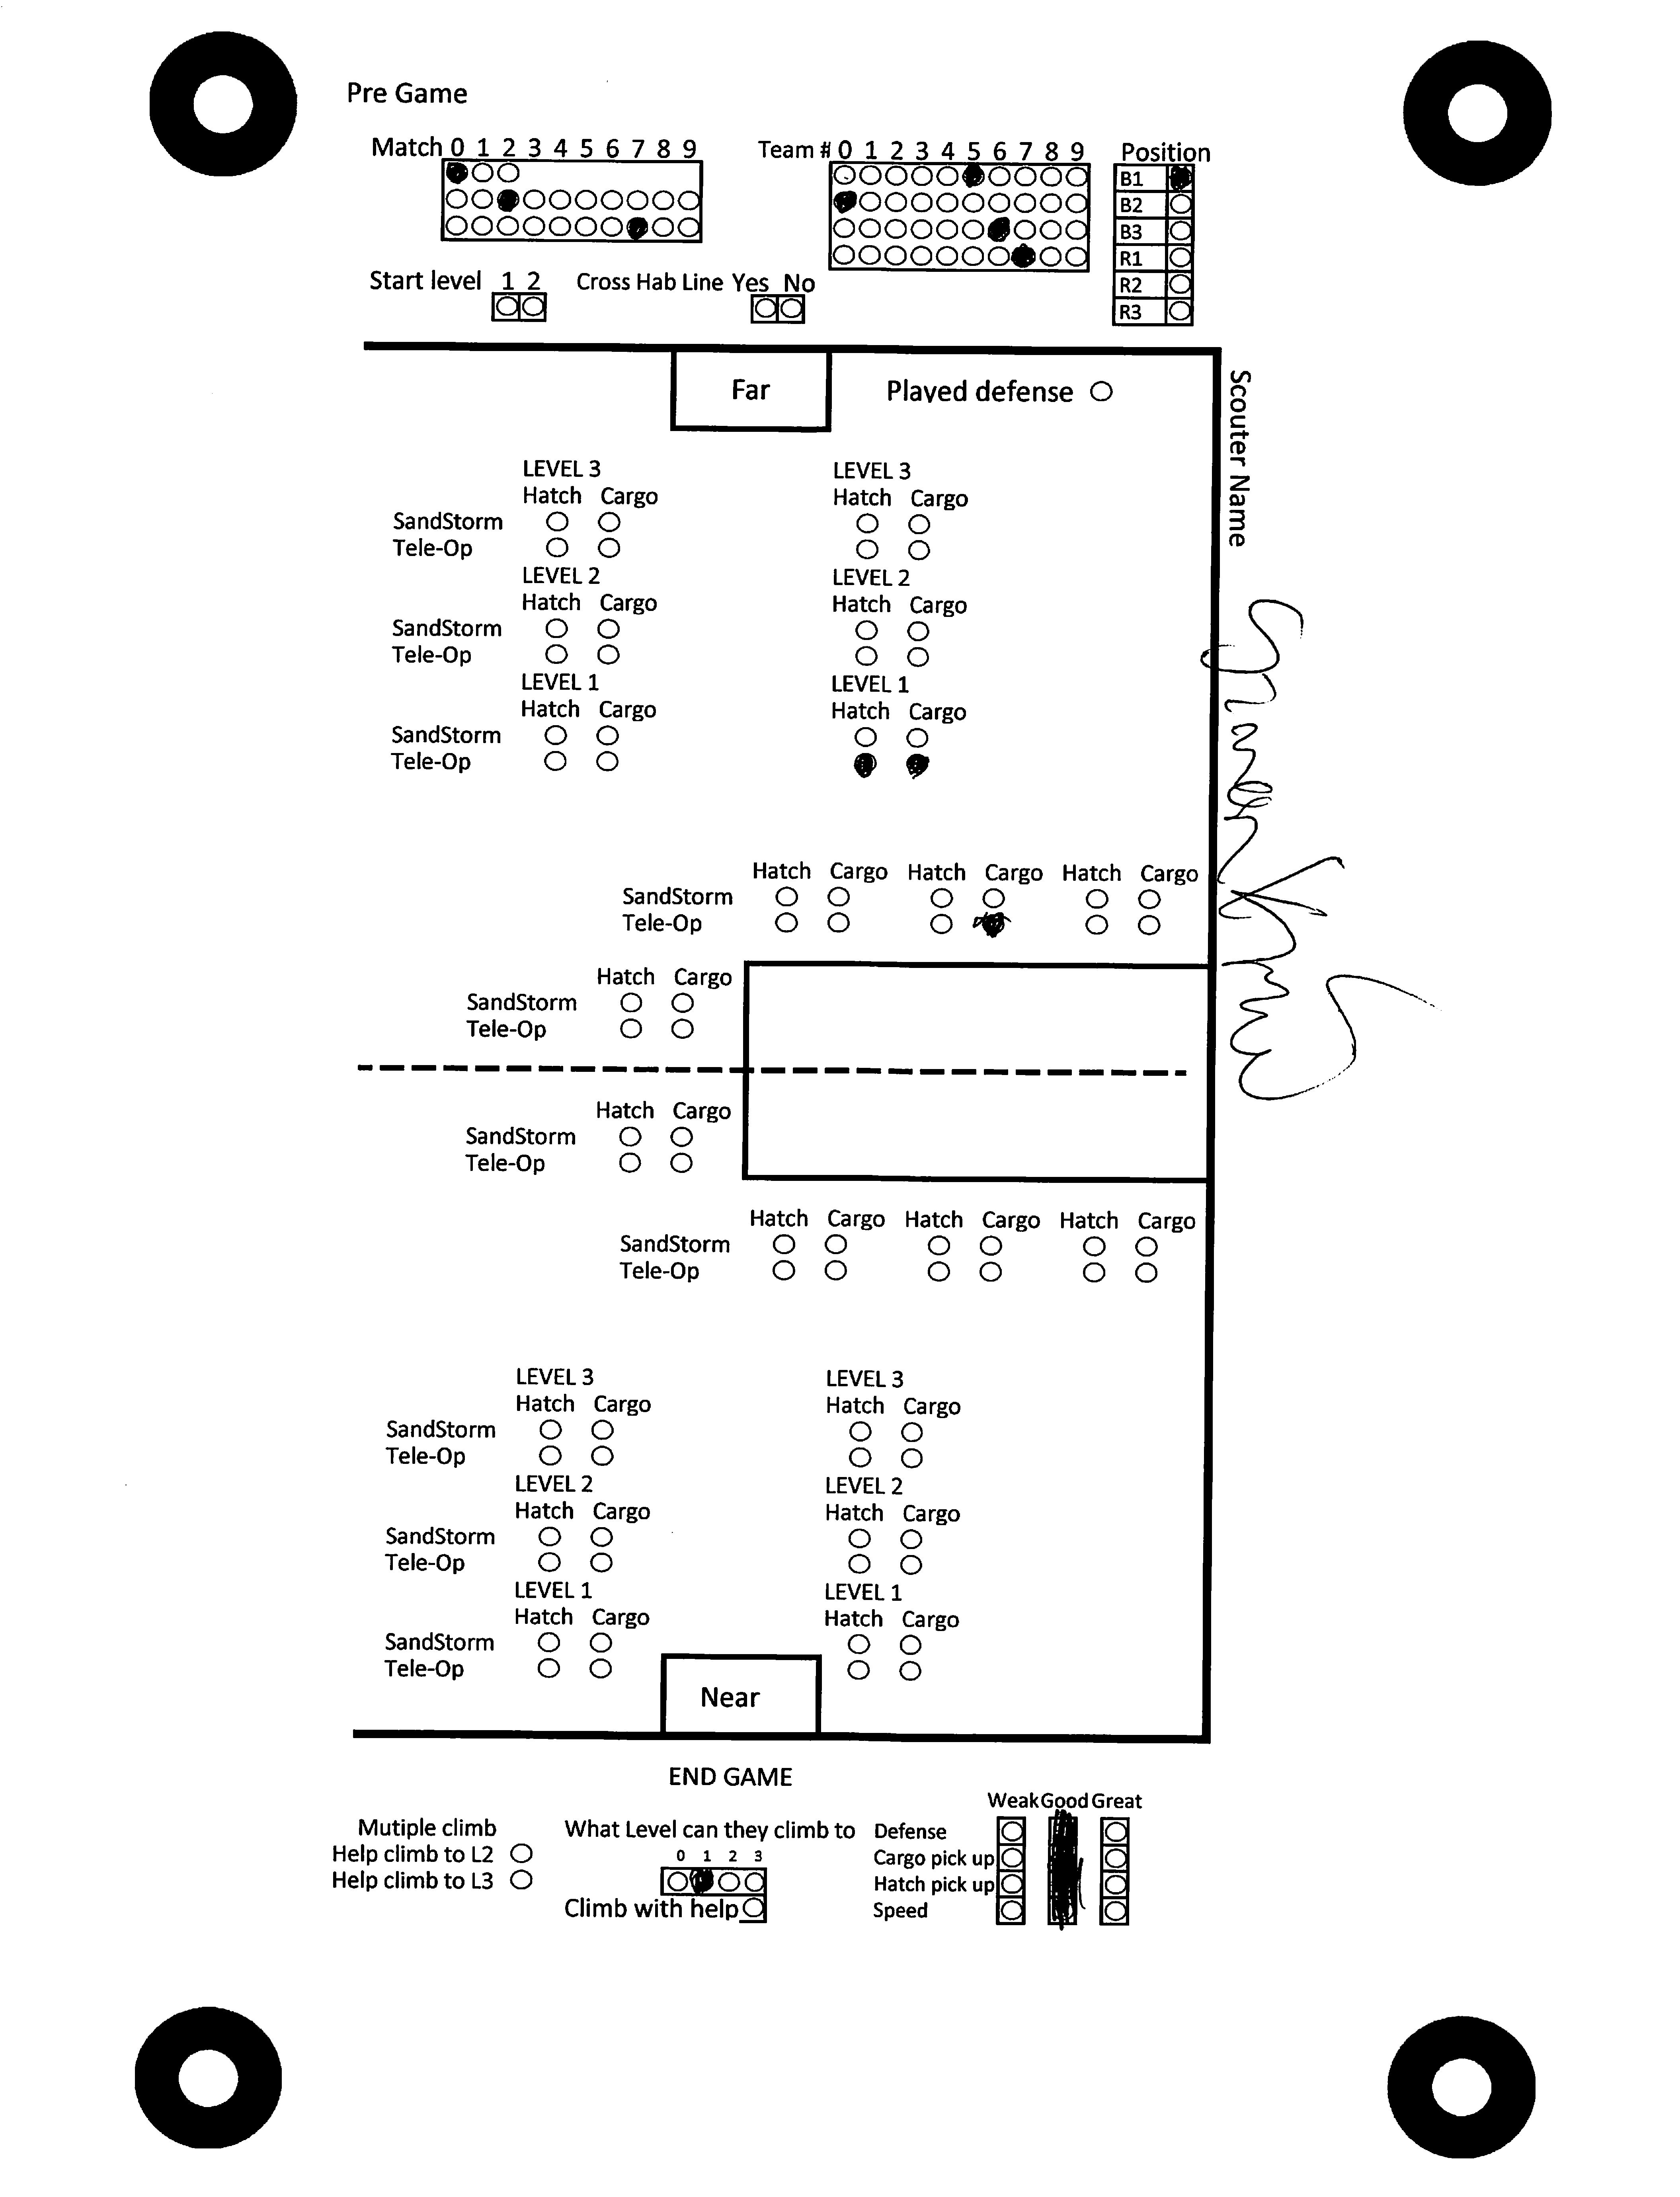 Pre Game
Match 0 1 2 3 4 5 6 7 8 9
Team # 0 1 2 3 4 5 6 7 8 9
Position
B1
B2
B3
R1
R2
R3
Start level 1 2
Cross Hab Line Yes No
Far
Played defense
Scouter Name
LEVEL 3 LEVEL 3
Hatch Cargo Hatch Cargo
SandStorm
Tele-Op
LEVEL 2 LEVEL 2
Hatch Cargo Hatch Cargo
SandStorm
Tele-Op
LEVEL 1 LEVEL 1
Hatch Cargo Hatch Cargo
SandStorm
Tele-Op
Hatch Cargo Hatch Cargo Hatch Cargo
SandStorm
Tele-Op
Hatch Cargo
SandStorm
Tele-Op
Hatch Cargo
SandStorm
Tele-Op
Hatch Cargo Hatch Cargo Hatch Cargo
SandStorm
Tele-Op
LEVEL 3 LEVEL 3
Hatch Cargo Hatch Cargo
SandStorm
Tele-Op
LEVEL 2 LEVEL 2
Hatch Cargo Hatch Cargo
SandStorm
Tele-Op
LEVEL 1 LEVEL 1
Hatch Cargo Hatch Cargo
SandStorm
Tele-Op
Near
END GAME
Mutiple climb
Help climb to L2
Help climb to L3
What Level can they climb to
0 1 2 3
Climb with help
Weak Good Great
Defense
Cargo pick up
Hatch pick up
Speed